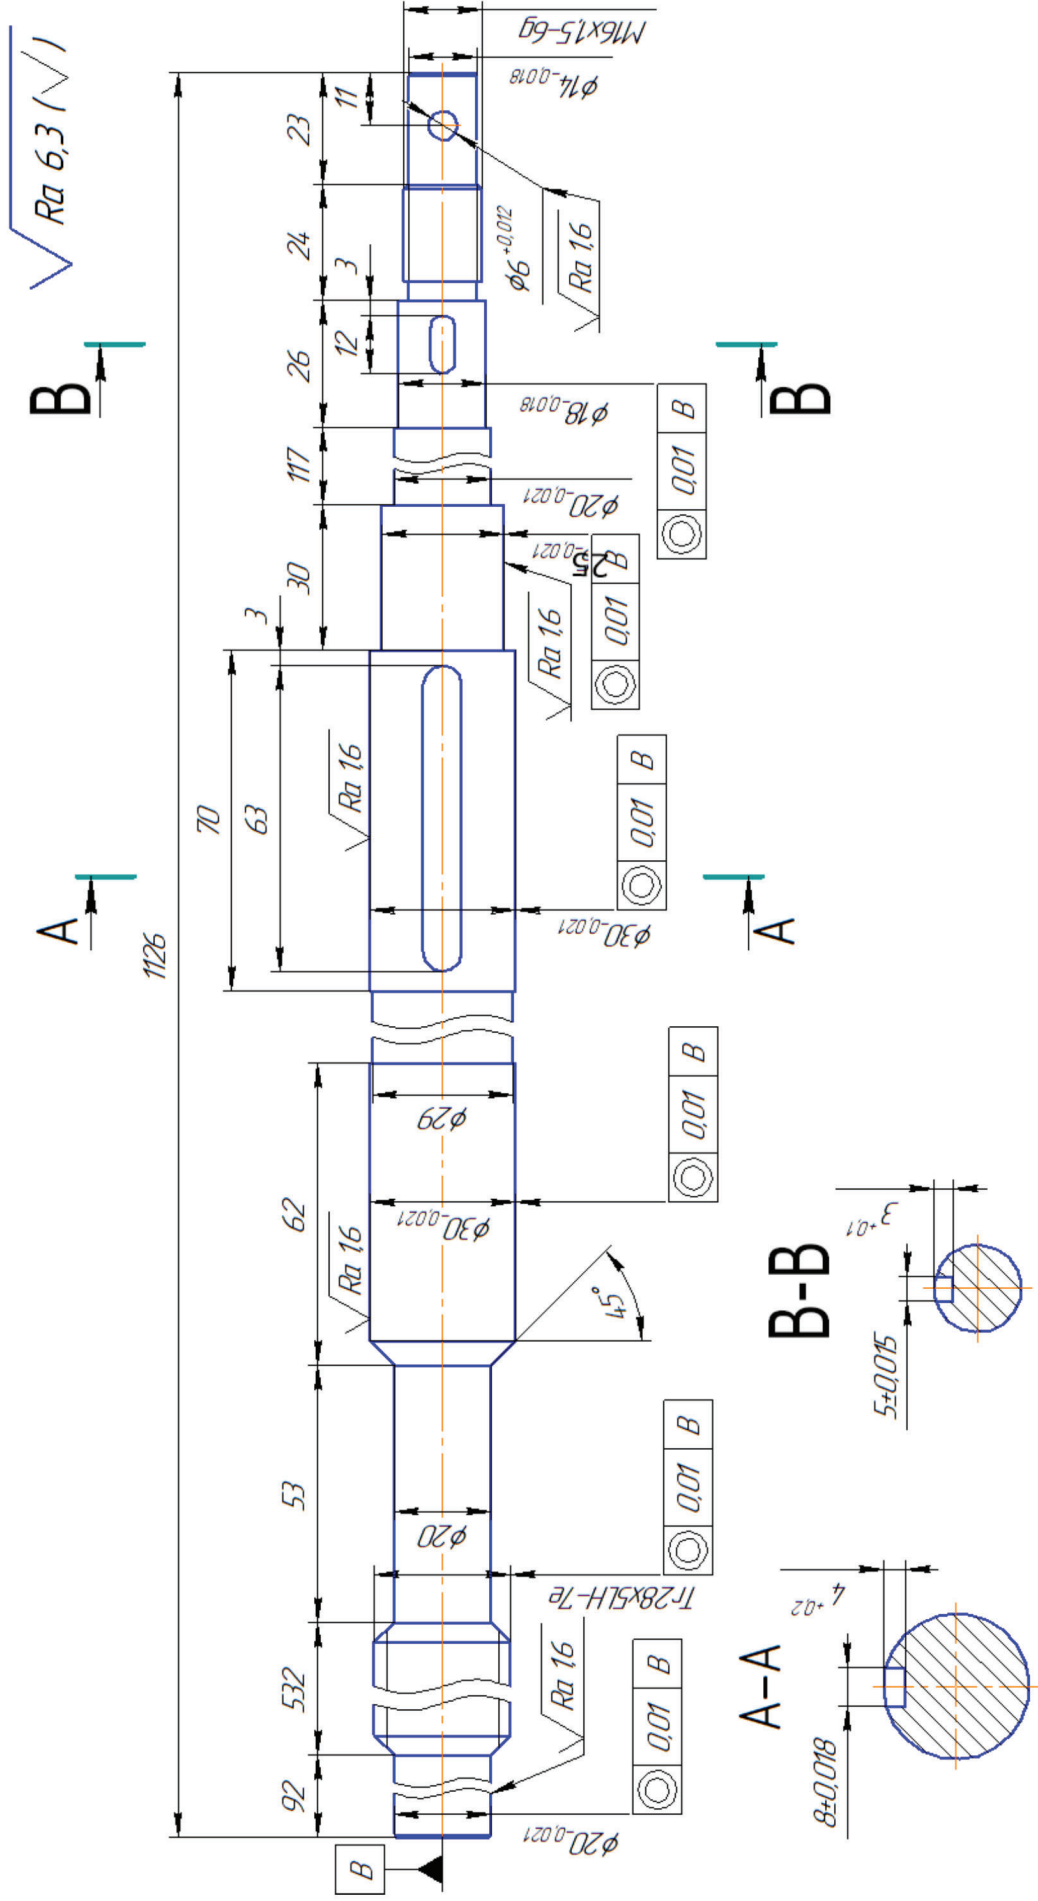 Ra 6,3 (√)
M16x1,5-6g
ϕ14-0,018
1126
23
11
24
3
26
12
ϕ6+0,012
Ra 1,6
ϕ18-0,018
B
B
117
ϕ20-0,021
0,01 B
30
25-0,021
Ra 1,6
0,01 B
3
70
63
Ra 1,6
ϕ30-0,021
0,01 B
A
A
ϕ29
0,01 B
62
ϕ30-0,021
Ra 1,6
45°
53
ϕ20
Tr28x5LH-7e
0,01 B
532
Ra 1,6
92
ϕ20-0,021
0,01 B
B
A-A
4+0,2
8±0,018
B-B
3+0,1
5±0,015